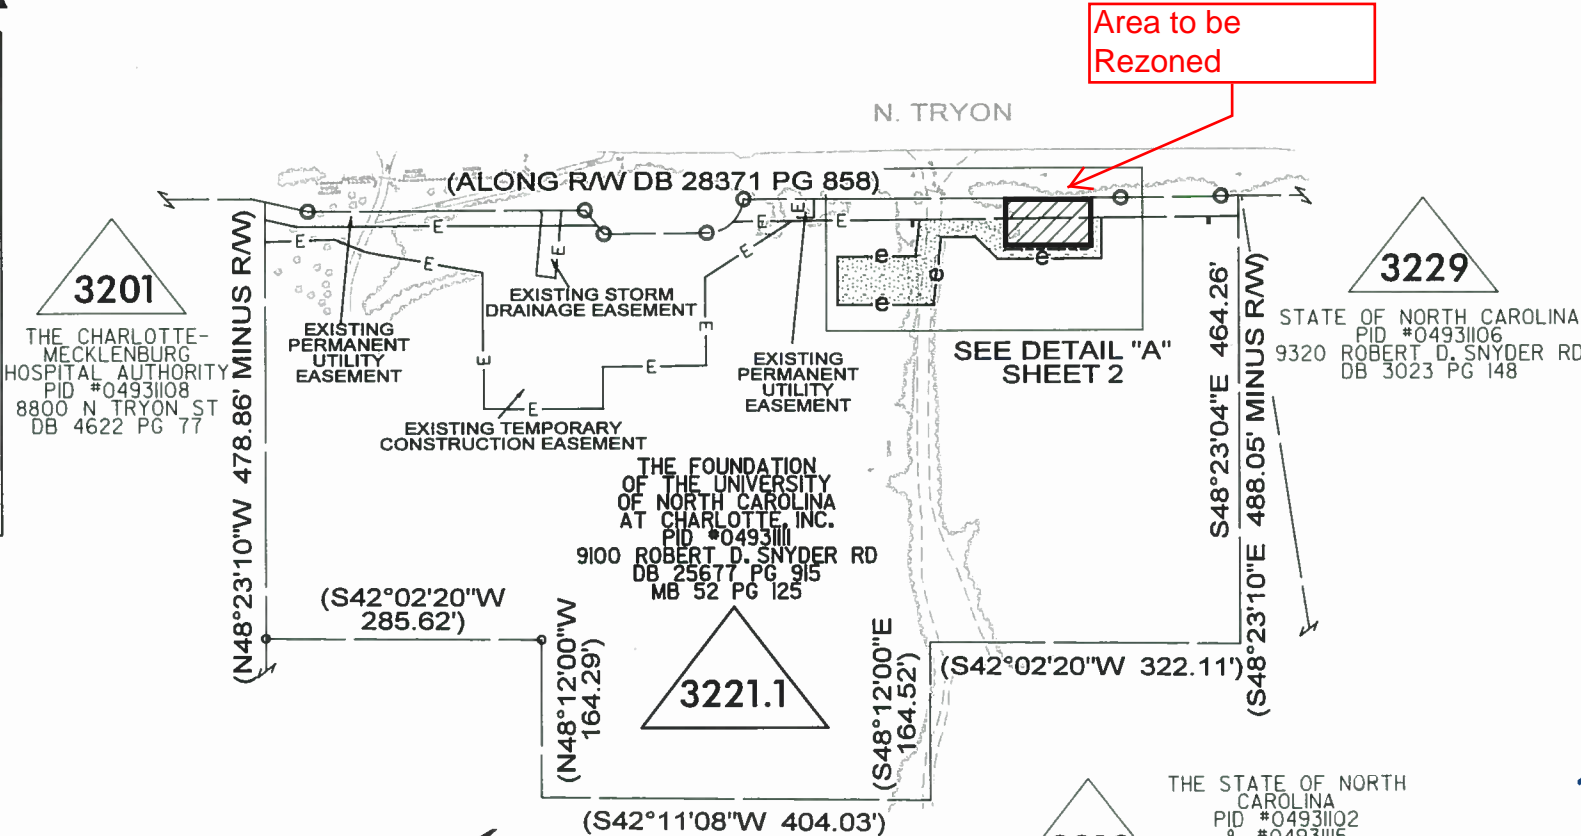 Area to be
Rezoned
N. TRYON
(ALONG R/W DB 28371 PG 858)
3201
THE CHARLOTTE-
MECKLENBURG
HOSPITAL AUTHORITY
PID #04931108
8800 N TRYON ST
DB 4622 PG 77
(N48°23'10"W 478.86' MINUS R/W)
E
E
E
E
E
E
E
E
E
E
E
E
E
e
e
e
e
EXISTING
PERMANENT
UTILITY
EASEMENT
EXISTING STORM
DRAINAGE EASEMENT
EXISTING TEMPORARY
CONSTRUCTION EASEMENT
EXISTING
PERMANENT
UTILITY
EASEMENT
SEE DETAIL "A"
SHEET 2
3229
STATE OF NORTH CAROLINA
PID #04931106
9320 ROBERT D. SNYDER RD
DB 3023 PG 148
S48°23'04"E 464.26'
(S48°23'10"E 488.05' MINUS R/W)
THE FOUNDATION
OF THE UNIVERSITY
OF NORTH CAROLINA
AT CHARLOTTE, INC.
PID #04931111
9100 ROBERT D. SNYDER RD
DB 25677 PG 915
MB 52 PG 125
3221.1
(S42°02'20"W
285.62')
(N48°12'00"W
164.29')
(S48°12'00"E
164.52')
(S42°02'20"W 322.11')
(S42°11'08"W 404.03')
THE STATE OF NORTH
CAROLINA
PID #04931102
& #04931115